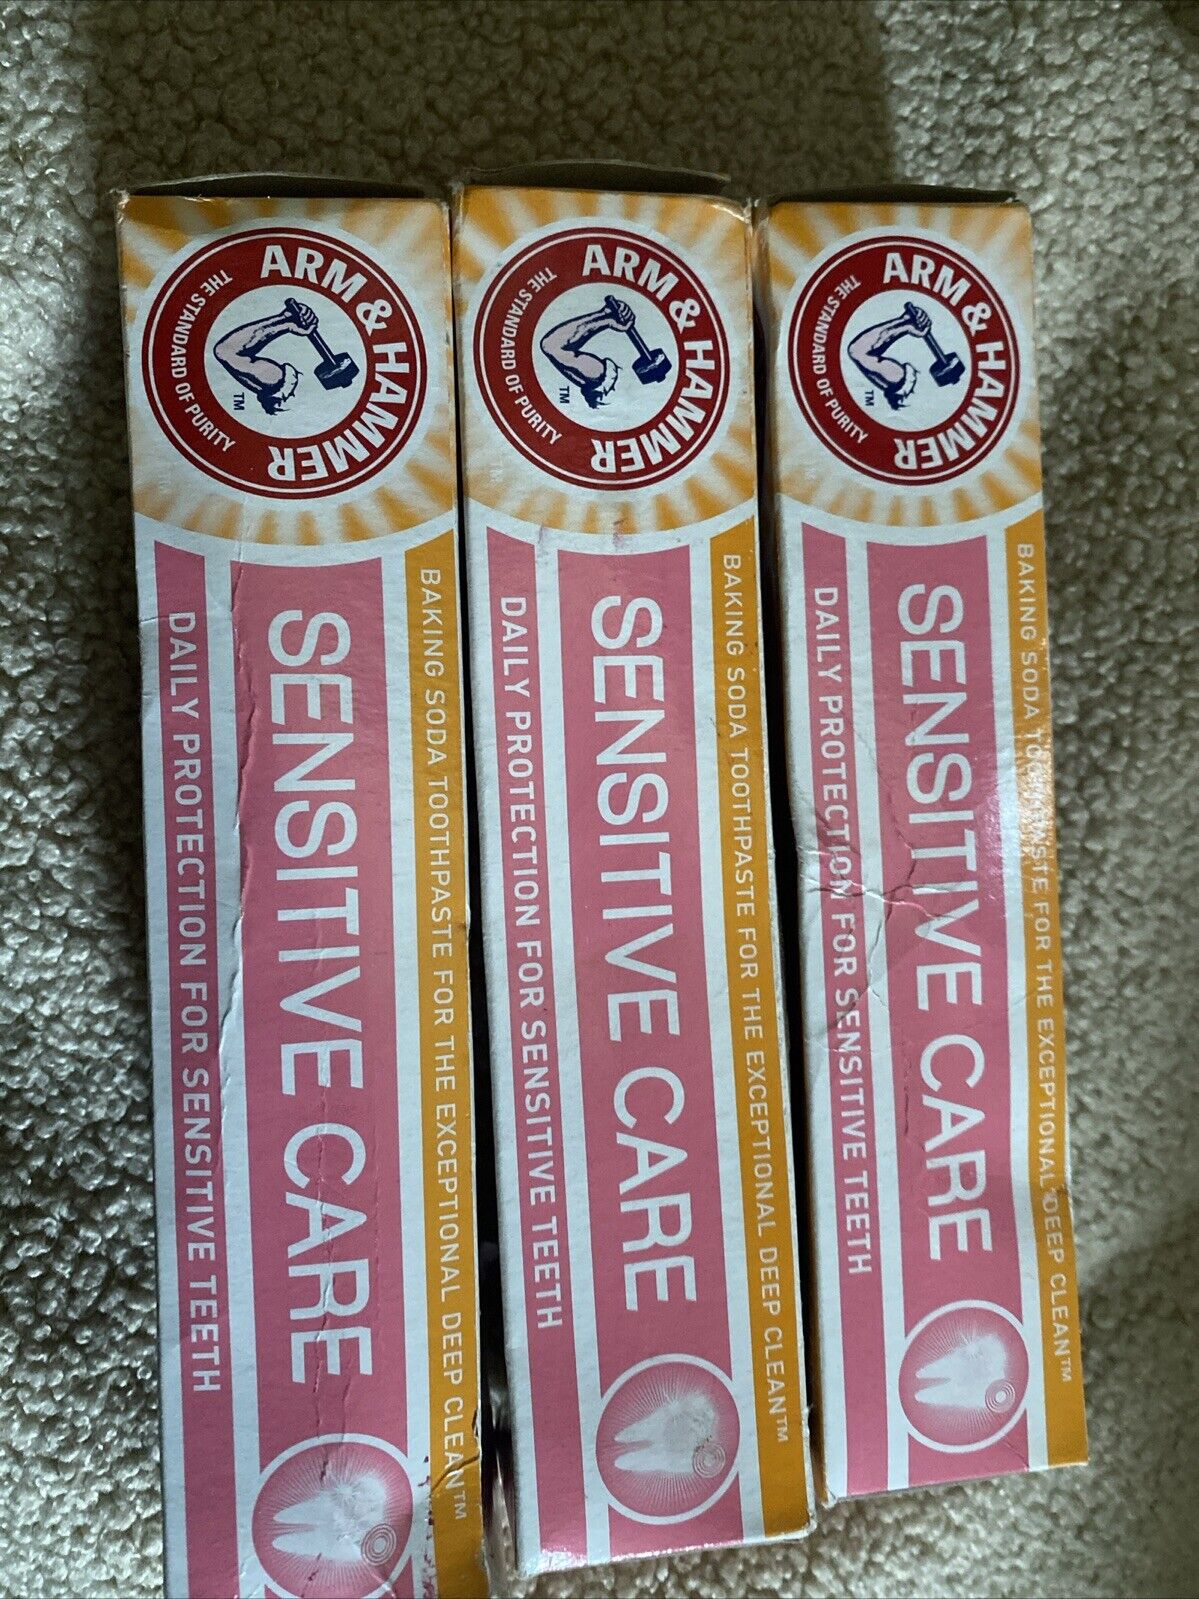 ARM & HAMMER
THE STANDARD OF PURITY
TM
BAKING SODA TOOTHPASTE FOR THE EXCEPTIONAL DEEP CLEAN™
SENSITIVE CARE
DAILY PROTECTION FOR SENSITIVE TEETH
ARM & HAMMER
THE STANDARD OF PURITY
TM
BAKING SODA TOOTHPASTE FOR THE EXCEPTIONAL DEEP CLEAN™
SENSITIVE CARE
DAILY PROTECTION FOR SENSITIVE TEETH
ARM & HAMMER
THE STANDARD OF PURITY
TM
BAKING SODA TOOTHPASTE FOR THE EXCEPTIONAL DEEP CLEAN™
SENSITIVE CARE
DAILY PROTECTION FOR SENSITIVE TEETH